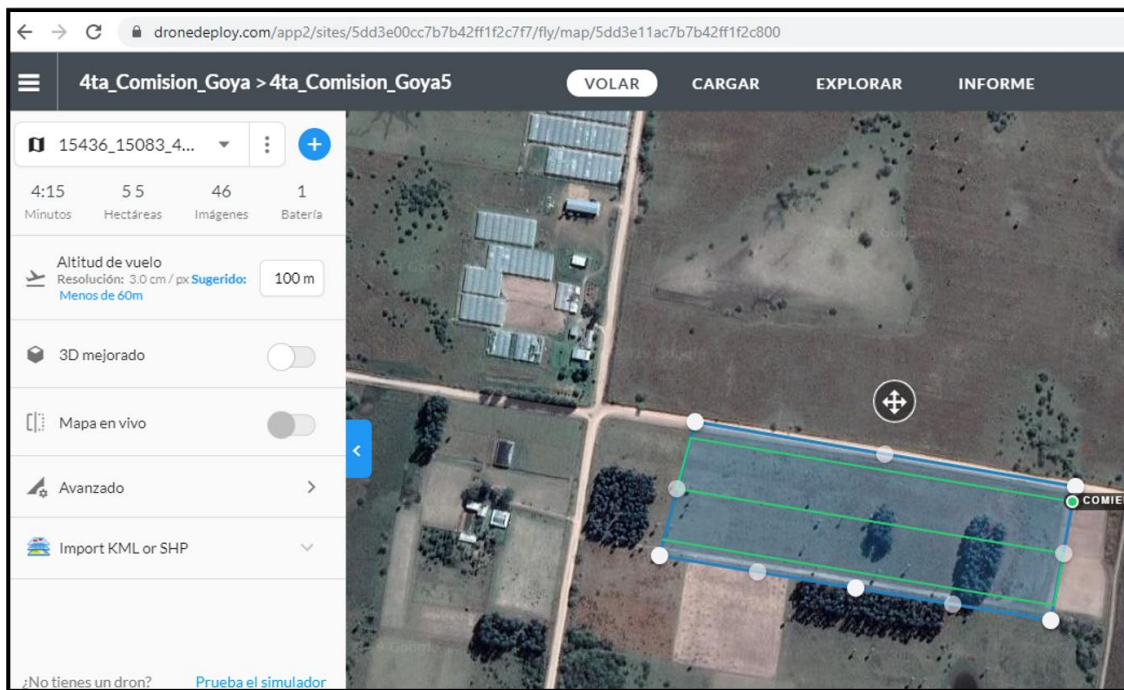 dronedeploy.com/app2/sites/5dd3e00cc7b7b42ff1f2c7f7/fly/map/5dd3e11ac7b7b42ff1f2c800
4ta_Comision_Goya > 4ta_Comision_Goya5
VOLAR CARGAR EXPLORAR INFORME
15436_15083_4...
4:15 5 5 46 1
Minutos Hectáreas Imágenes Batería
Altitud de vuelo
Resolución: 3.0 cm / px Sugerido:
Menos de 60m
100 m
3D mejorado
Mapa en vivo
Avanzado
COMIE
Import KML or SHP
¿No tienes un dron? Prueba el simulador